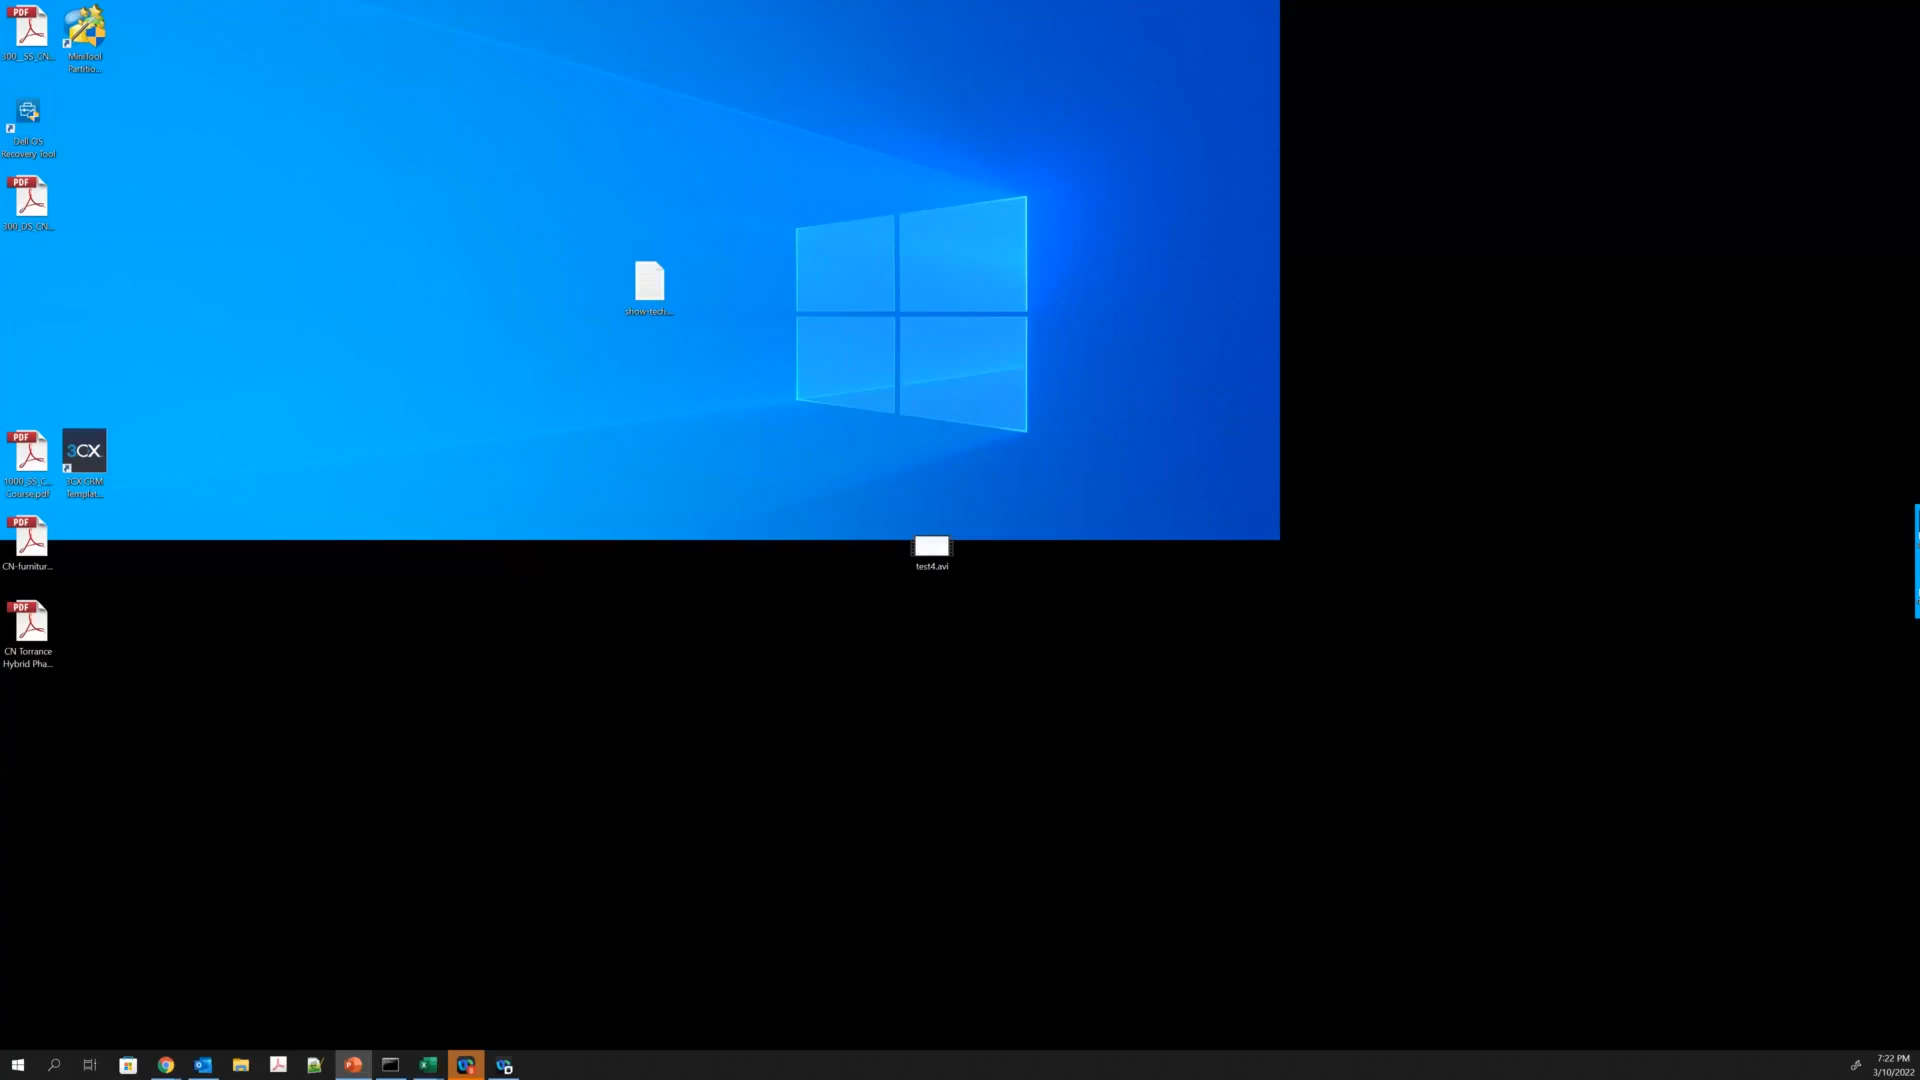 PDF
300__SS_CN...
MiniTool
Partitio...
Dell OS
Recovery Tool
PDF
300_DS_CN...
show-tech...
PDF
1000_SS_C...
Course.pdf
3CX
3CX CRM
Templat...
PDF
CN-furnitur...
test4.avi
PDF
CN Torrance
Hybrid Pha...
7:22 PM
3/10/2022